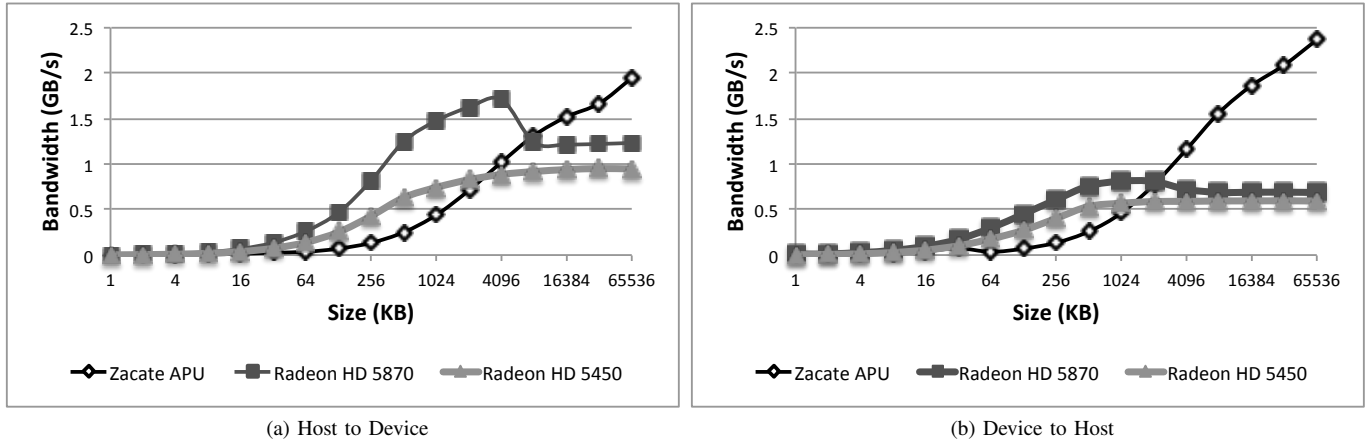 2.5
2
1.5
1
0.5
0
Bandwidth (GB/s)
1 4 16 64 256 1024 4096 16384 65536
Size (KB)
Zacate APU Radeon HD 5870 Radeon HD 5450
(a) Host to Device
2.5
2
1.5
1
0.5
0
Bandwidth (GB/s)
1 4 16 64 256 1024 4096 16384 65536
Size (KB)
Zacate APU Radeon HD 5870 Radeon HD 5450
(b) Device to Host